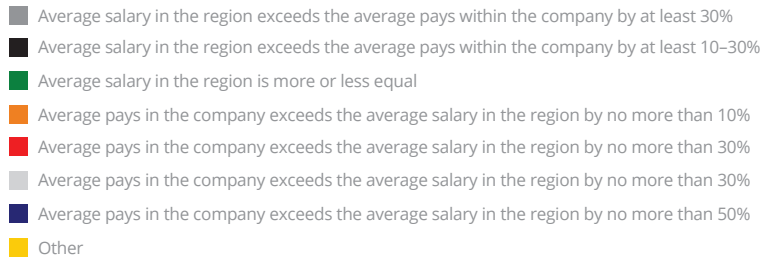 Average salary in the region exceeds the average pays within the company by at least 30%
Average salary in the region exceeds the average pays within the company by at least 10–30%
Average salary in the region is more or less equal
Average pays in the company exceeds the average salary in the region by no more than 10%
Average pays in the company exceeds the average salary in the region by no more than 30%
Average pays in the company exceeds the average salary in the region by no more than 30%
Average pays in the company exceeds the average salary in the region by no more than 50%
Other